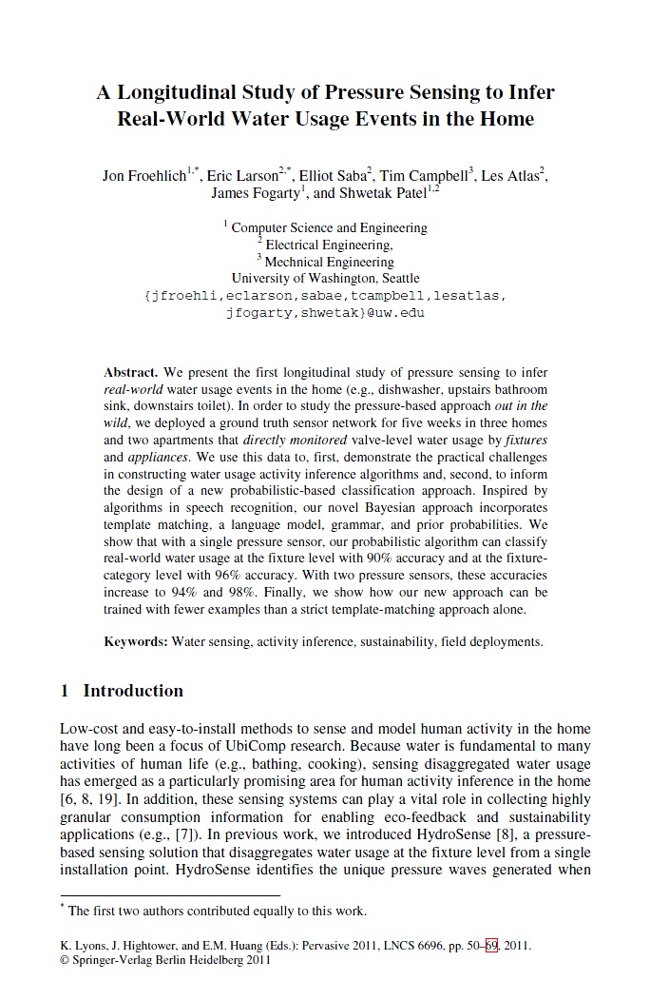 A Longitudinal Study of Pressure Sensing to Infer
Real-World Water Usage Events in the Home
Jon Froehlich1,*, Eric Larson2,*, Elliot Saba2, Tim Campbell3, Les Atlas2,
James Fogarty1, and Shwetak Patel1,2
1 Computer Science and Engineering
2 Electrical Engineering,
3 Mechnical Engineering
University of Washington, Seattle
{jfroehli,eclarson,sabae,tcampbell,lesatlas,
jfogarty,shwetak}@uw.edu
Abstract. We present the first longitudinal study of pressure sensing to infer
real-world water usage events in the home (e.g., dishwasher, upstairs bathroom
sink, downstairs toilet). In order to study the pressure-based approach out in the
wild, we deployed a ground truth sensor network for five weeks in three homes
and two apartments that directly monitored valve-level water usage by fixtures
and appliances. We use this data to, first, demonstrate the practical challenges
in constructing water usage activity inference algorithms and, second, to inform
the design of a new probabilistic-based classification approach. Inspired by
algorithms in speech recognition, our novel Bayesian approach incorporates
template matching, a language model, grammar, and prior probabilities. We
show that with a single pressure sensor, our probabilistic algorithm can classify
real-world water usage at the fixture level with 90% accuracy and at the fixture-
category level with 96% accuracy. With two pressure sensors, these accuracies
increase to 94% and 98%. Finally, we show how our new approach can be
trained with fewer examples than a strict template-matching approach alone.
Keywords: Water sensing, activity inference, sustainability, field deployments.
1 Introduction
Low-cost and easy-to-install methods to sense and model human activity in the home
have long been a focus of UbiComp research. Because water is fundamental to many
activities of human life (e.g., bathing, cooking), sensing disaggregated water usage
has emerged as a particularly promising area for human activity inference in the home
[6, 8, 19]. In addition, these sensing systems can play a vital role in collecting highly
granular consumption information for enabling eco-feedback and sustainability
applications (e.g., [7]). In previous work, we introduced HydroSense [8], a pressure-
based sensing solution that disaggregates water usage at the fixture level from a single
installation point. HydroSense identifies the unique pressure waves generated when
* The first two authors contributed equally to this work.
K. Lyons, J. Hightower, and E.M. Huang (Eds.): Pervasive 2011, LNCS 6696, pp. 50–69, 2011.
© Springer-Verlag Berlin Heidelberg 2011